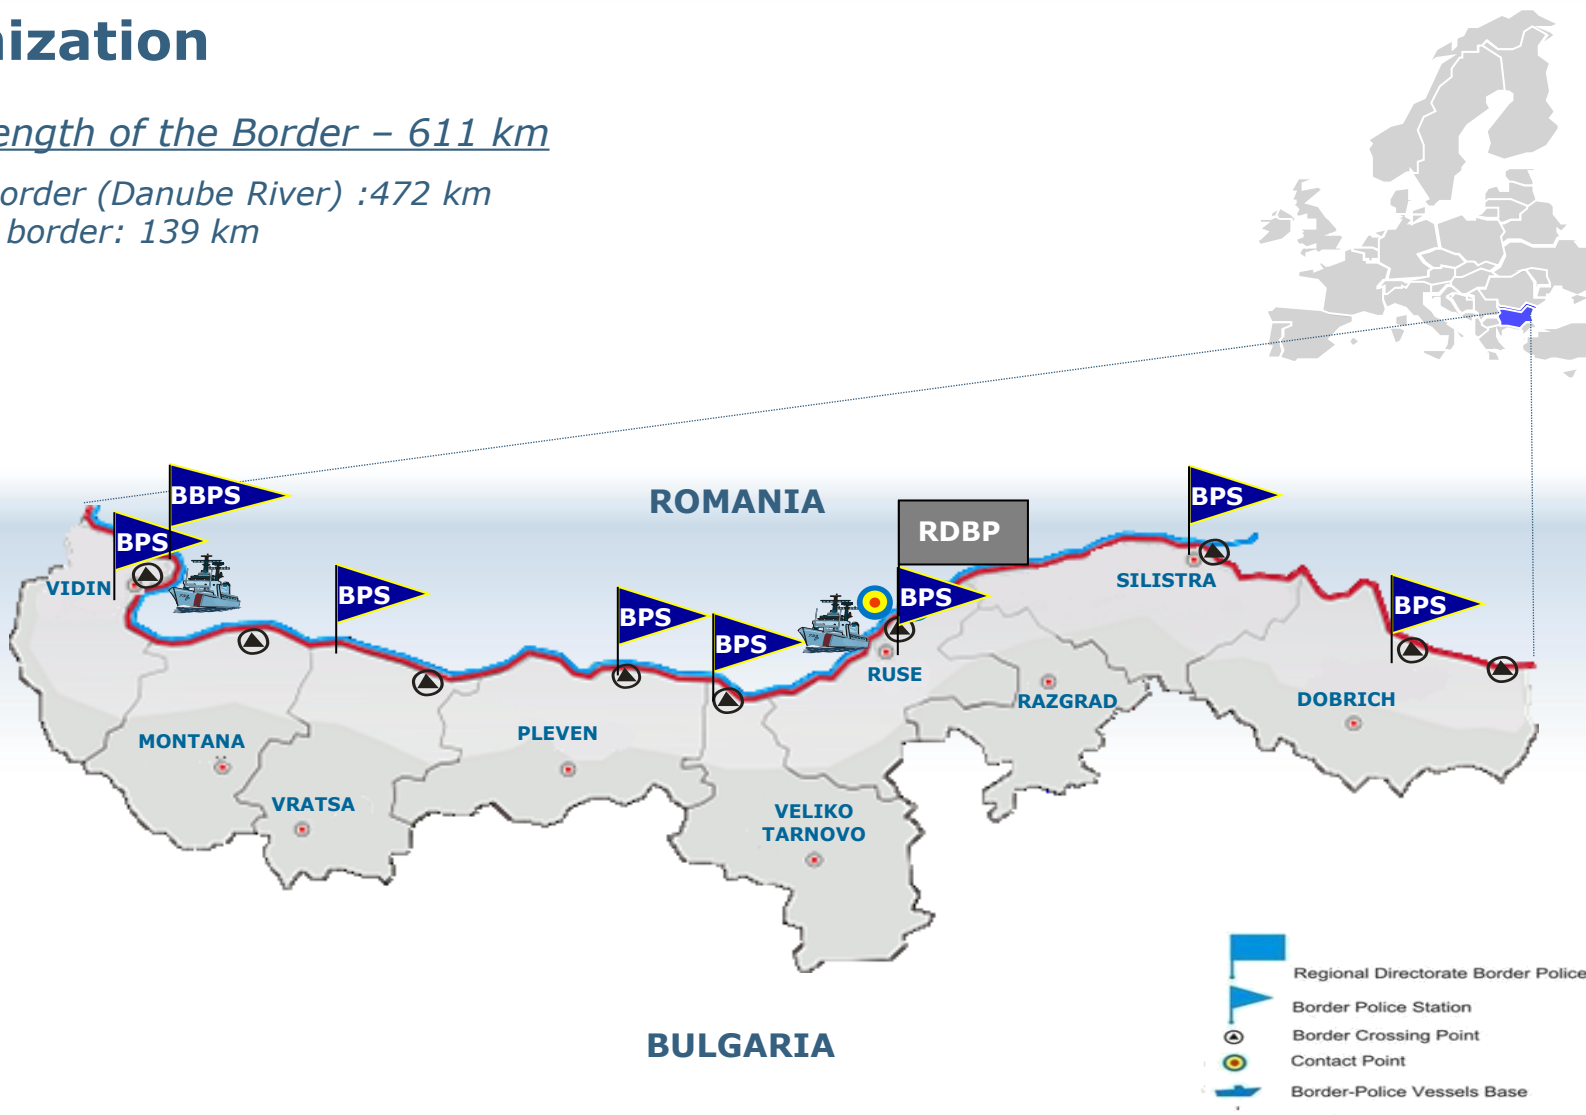 nization
ength of the Border – 611 km
order (Danube River) :472 km
border: 139 km
BBPS
ROMANIA
BPS
RDBP
BPS
VIDIN
BPS
BPS
BPS
BPS
SILISTRA
BPS
RUSE
RAZGRAD
DOBRICH
MONTANA
PLEVEN
VRATSA
VELIKO
TARNOVO
BULGARIA
Regional Directorate Border Police
Border Police Station
Border Crossing Point
Contact Point
Border-Police Vessels Base